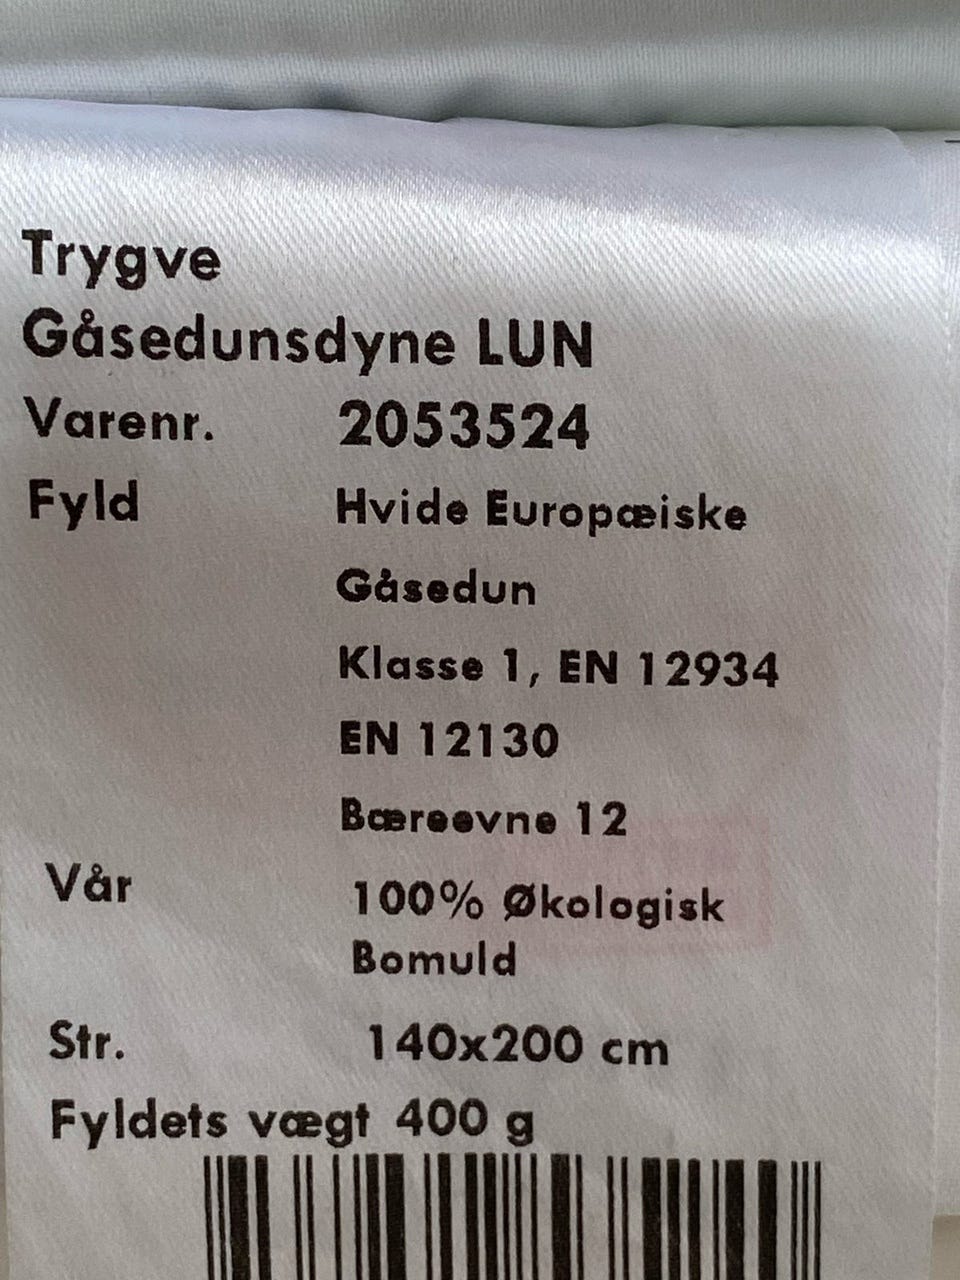 Trygve
Gåsedunsdyne LUN
Varenr. 2053524
Fyld Hvide Europæiske
Gåsedun
Klasse 1, EN 12934
EN 12130
Bæreevne 12
Vår 100% Økologisk
Bomuld
Str. 140x200 cm
Fyldets vægt 400 g